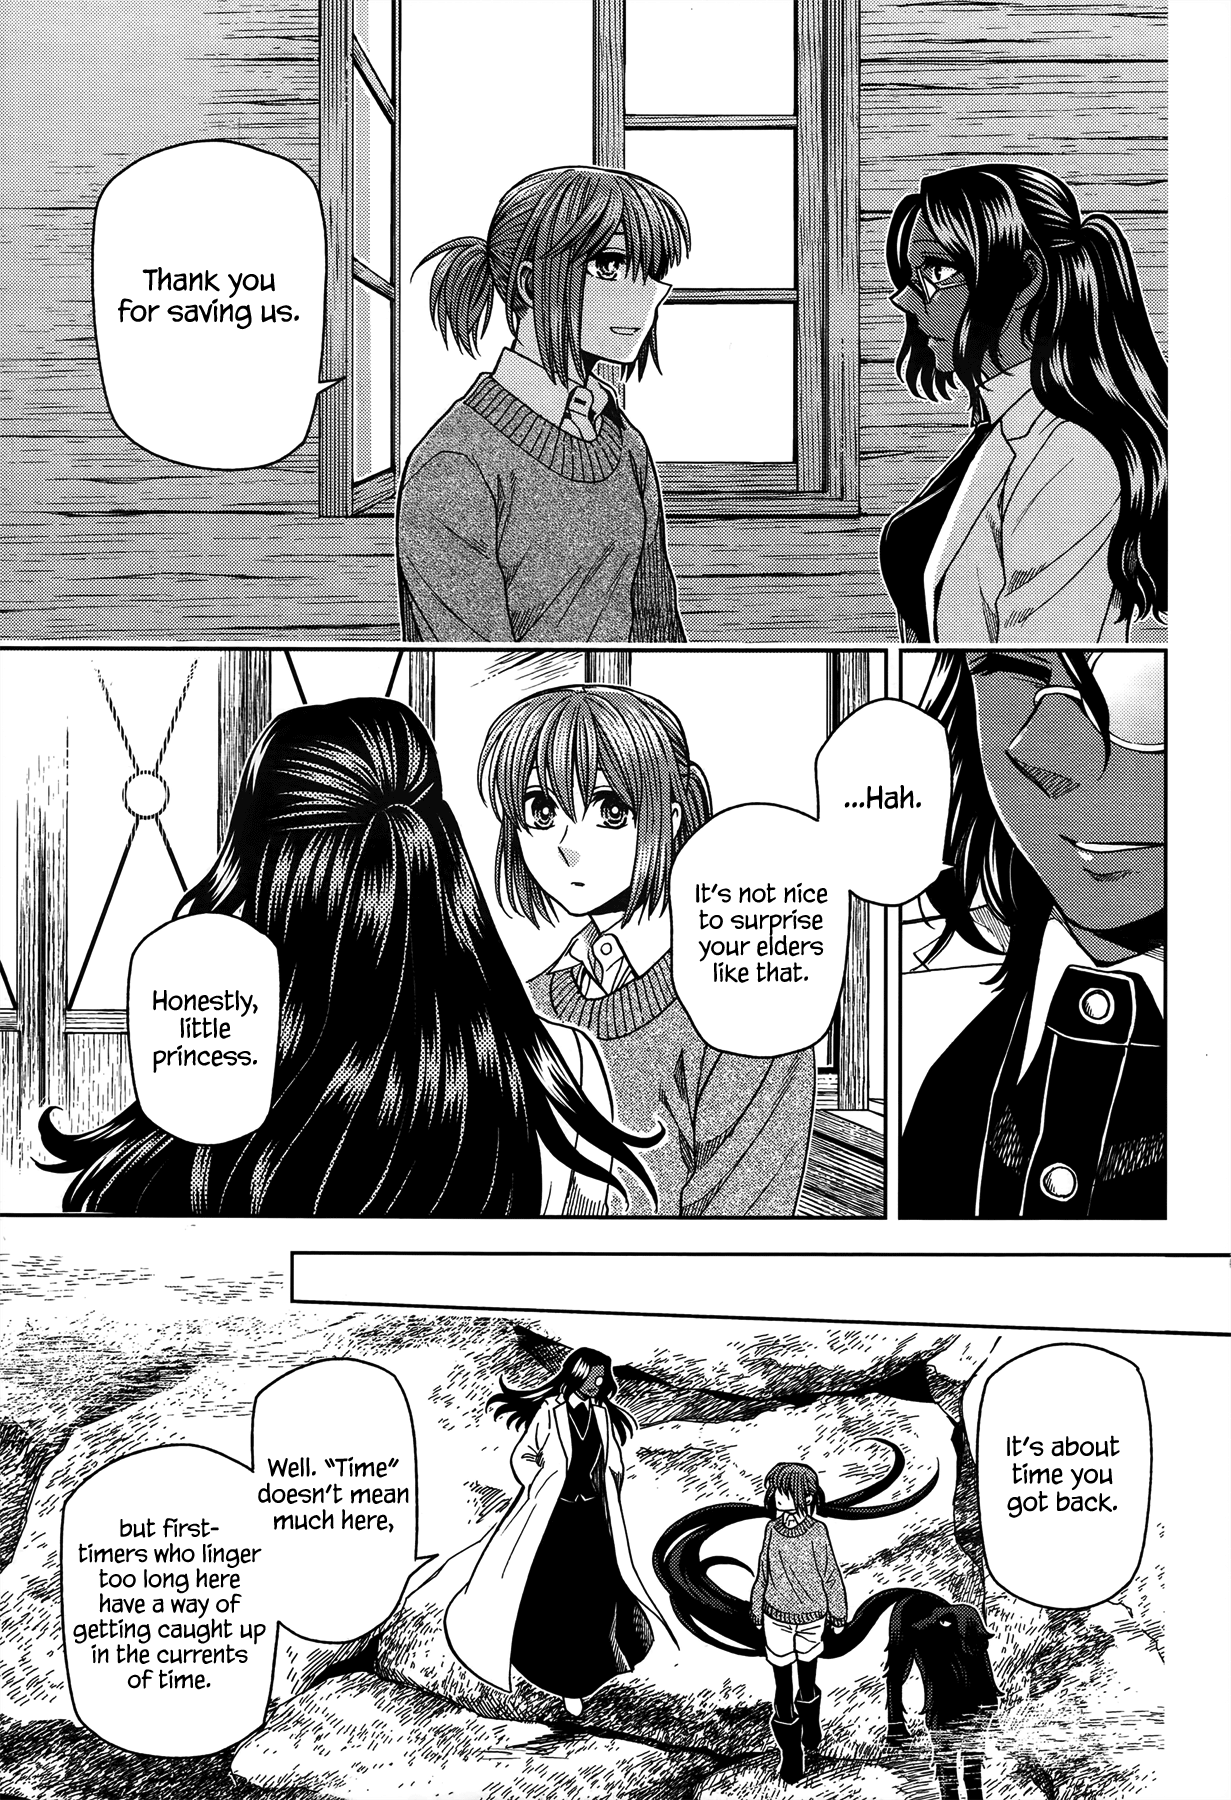 Thank you
for saving us.
...Hah.
It's not nice
to surprise
your elders
like that.
Honestly,
little
princess.
It's about
time you
got back.
Well. "Time"
doesn't mean
much here,
but first-
timers who linger
too long here
have a way of
getting caught up
in the currents
of time.